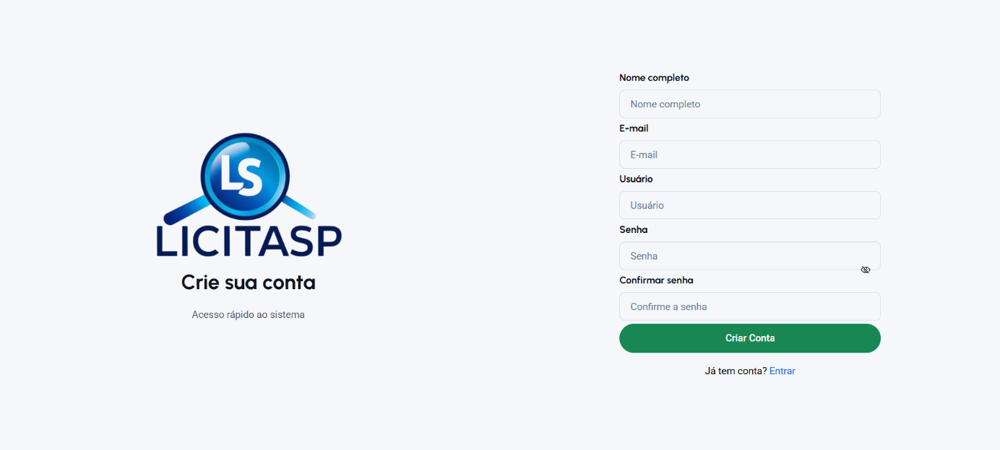 LS
LICITASP
Crie sua conta
Acesso rápido ao sistema
Nome completo
Nome completo
E-mail
E-mail
Usuário
Usuário
Senha
Senha
Confirmar senha
Confirme a senha
Criar Conta
Já tem conta? Entrar